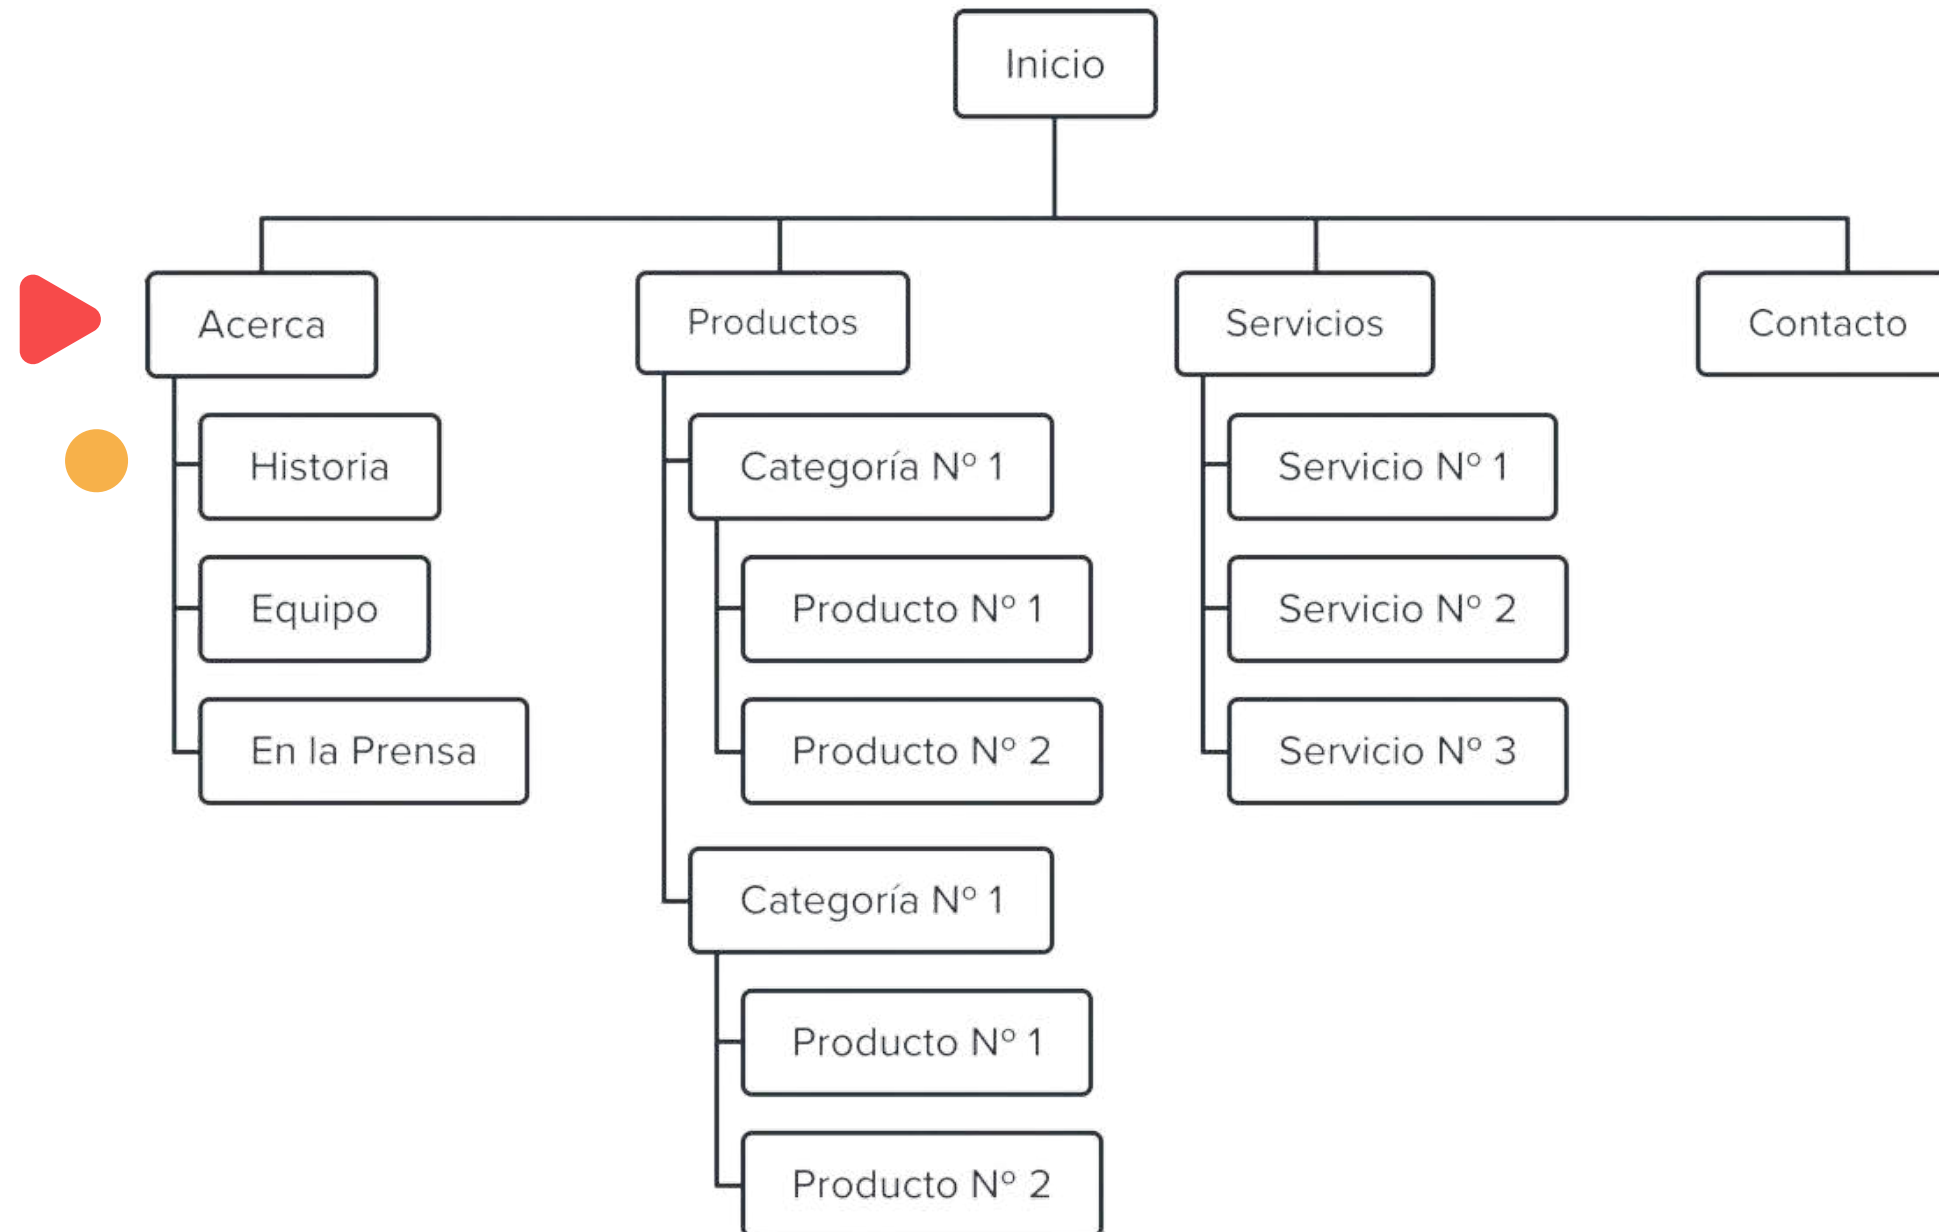 Inicio
Acerca
Historia
Equipo
En la Prensa
Productos
Categoría Nº 1
Producto Nº 1
Producto Nº 2
Categoría Nº 1
Producto Nº 1
Producto Nº 2
Servicios
Servicio Nº 1
Servicio Nº 2
Servicio Nº 3
Contacto